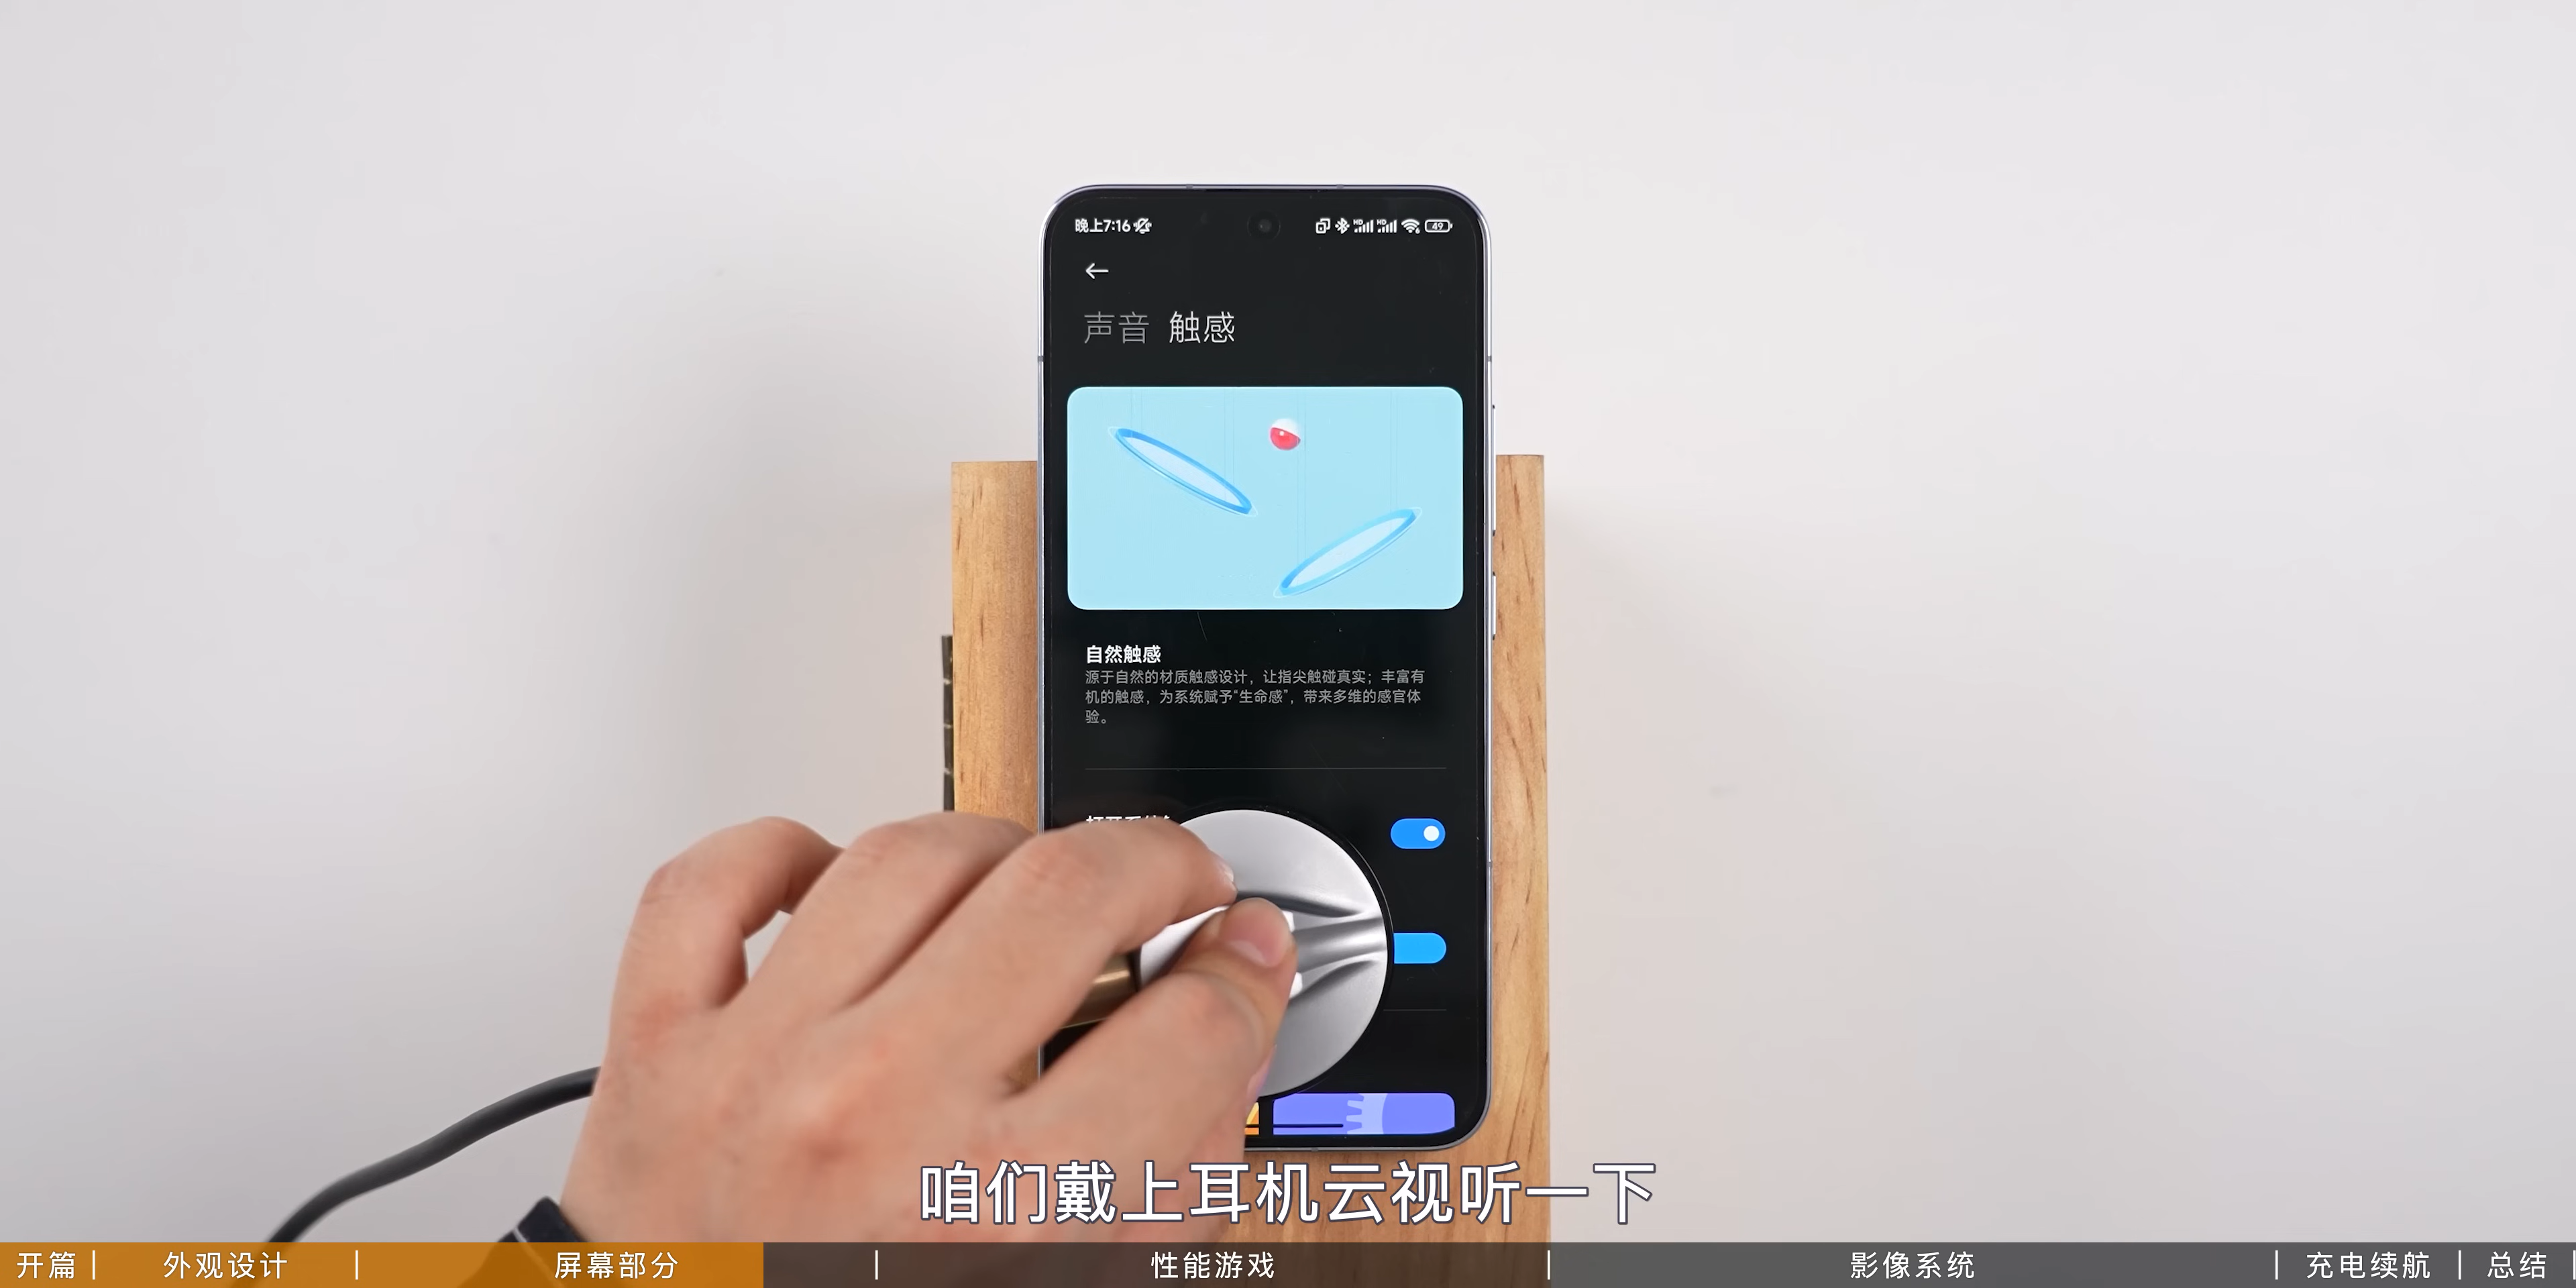 晚上7:16
HD HD 49
声音 触感
自然触感
源于自然的材质触感设计，让指尖触碰真实；丰富有
机的触感，为系统赋予“生命感”，带来多维的感官体
验。
咱们戴上耳机云视听一下
开篇 | 外观设计 | 屏幕部分 | 性能游戏 | 影像系统 | 充电续航 | 总结